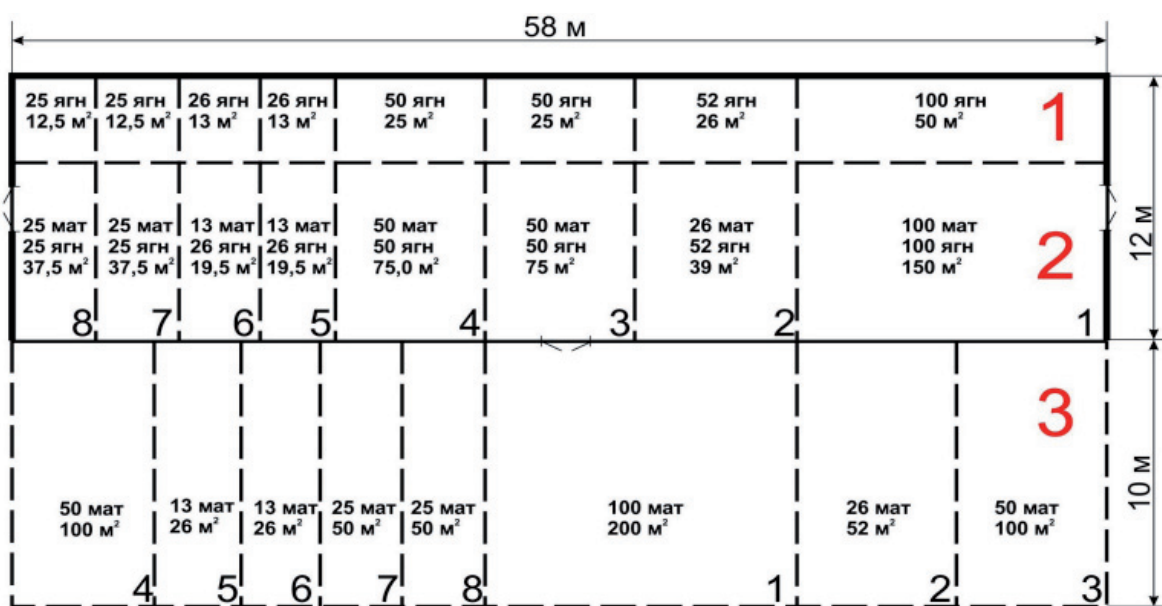 58 м
25 ягн
12,5 м²
25 ягн
12,5 м²
26 ягн
13 м²
26 ягн
13 м²
50 ягн
25 м²
50 ягн
25 м²
52 ягн
26 м²
100 ягн
50 м²
1
25 мат
25 ягн
37,5 м²
8
25 мат
25 ягн
37,5 м²
7
13 мат
26 ягн
19,5 м²
6
13 мат
26 ягн
19,5 м²
5
50 мат
50 ягн
75,0 м²
4
50 мат
50 ягн
75 м²
3
26 мат
52 ягн
39 м²
2
100 мат
100 ягн
150 м²
1
2
12 м
50 мат
100 м²
4
13 мат
26 м²
5
13 мат
26 м²
6
25 мат
50 м²
7
25 мат
50 м²
8
100 мат
200 м²
1
26 мат
52 м²
2
50 мат
100 м²
3
3
10 м